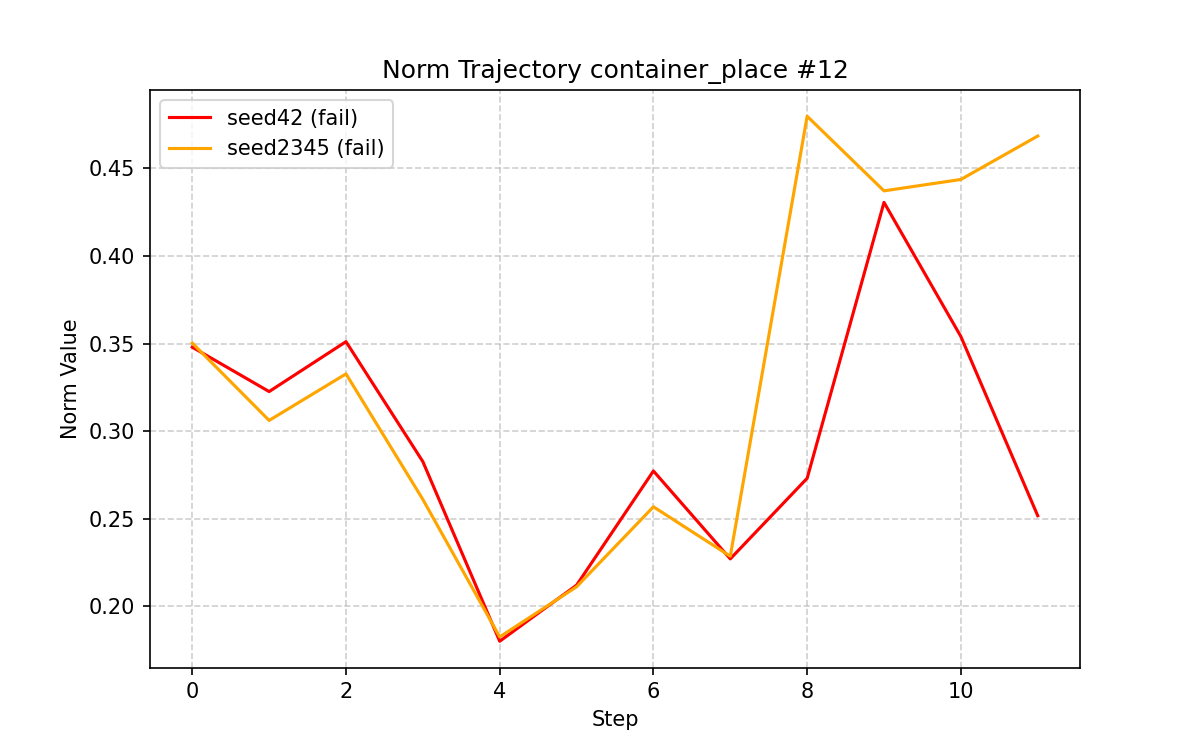 Norm Trajectory container_place #12
seed42 (fail)
seed2345 (fail)
Norm Value
0.45
0.40
0.35
0.30
0.25
0.20
0 2 4 6 8 10
Step